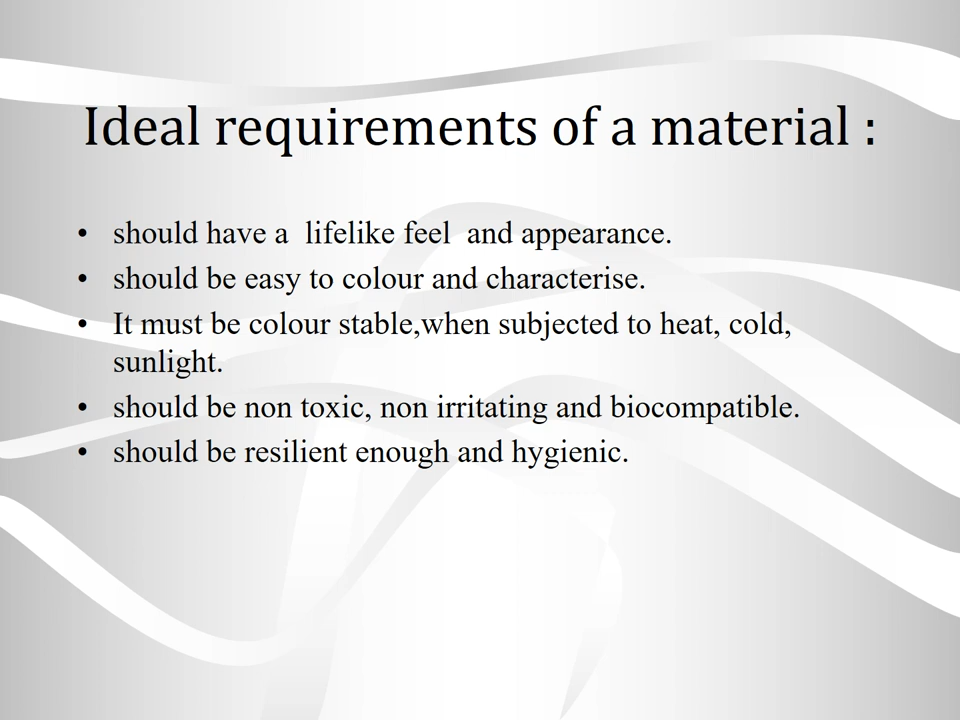 Ideal requirements of a material :
• should have a  lifelike feel  and appearance.
• should be easy to colour and characterise.
• It must be colour stable,when subjected to heat, cold,
sunlight.
• should be non toxic, non irritating and biocompatible.
• should be resilient enough and hygienic.